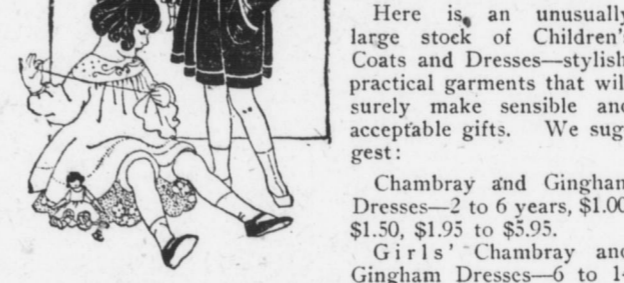 Here is an unusually
large stock of Children's
Coats and Dresses—stylish
practical garments that will
surely make sensible and
acceptable gifts. We sug-
gest:
Chambray and Gingham
Dresses—2 to 6 years, $1.00
$1.50, $1.95 to $5.95.
Girls' Chambray and
Gingham Dresses—6 to